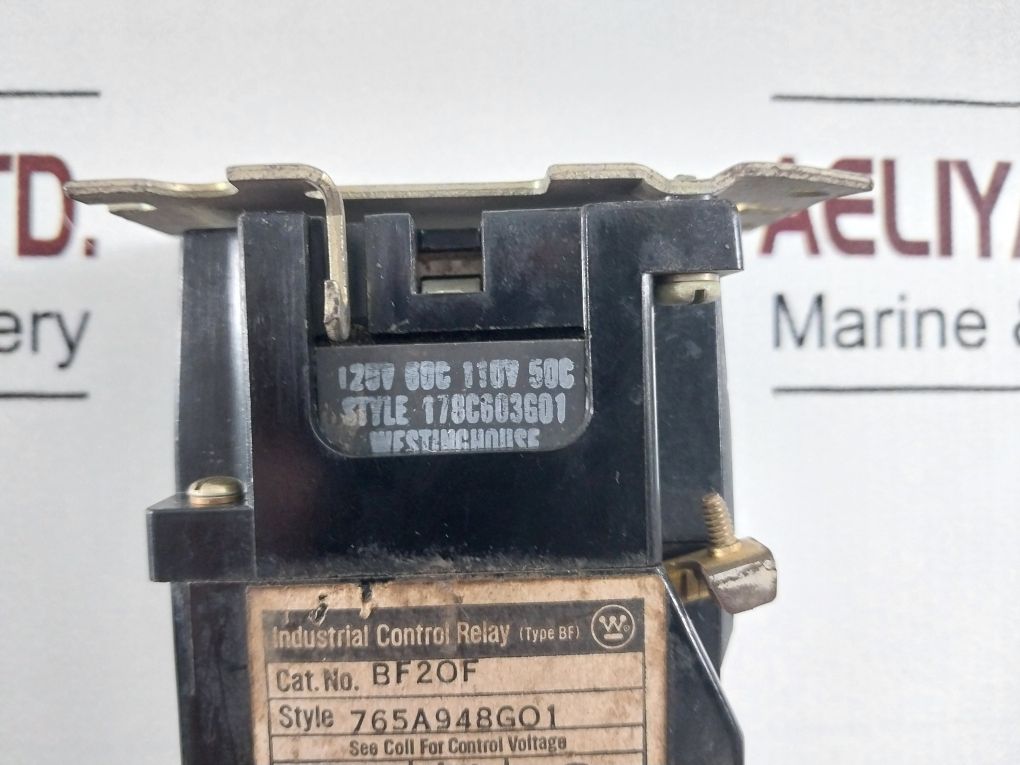 TD.
AELIY
ery
Marine &
120V 60C 110V 50C
STYLE 178C603G01
WESTINGHOUSE
Industrial Control Relay (Type BF) W
Cat. No. BF20F
Style 765A948G01
See Coil For Control Voltage